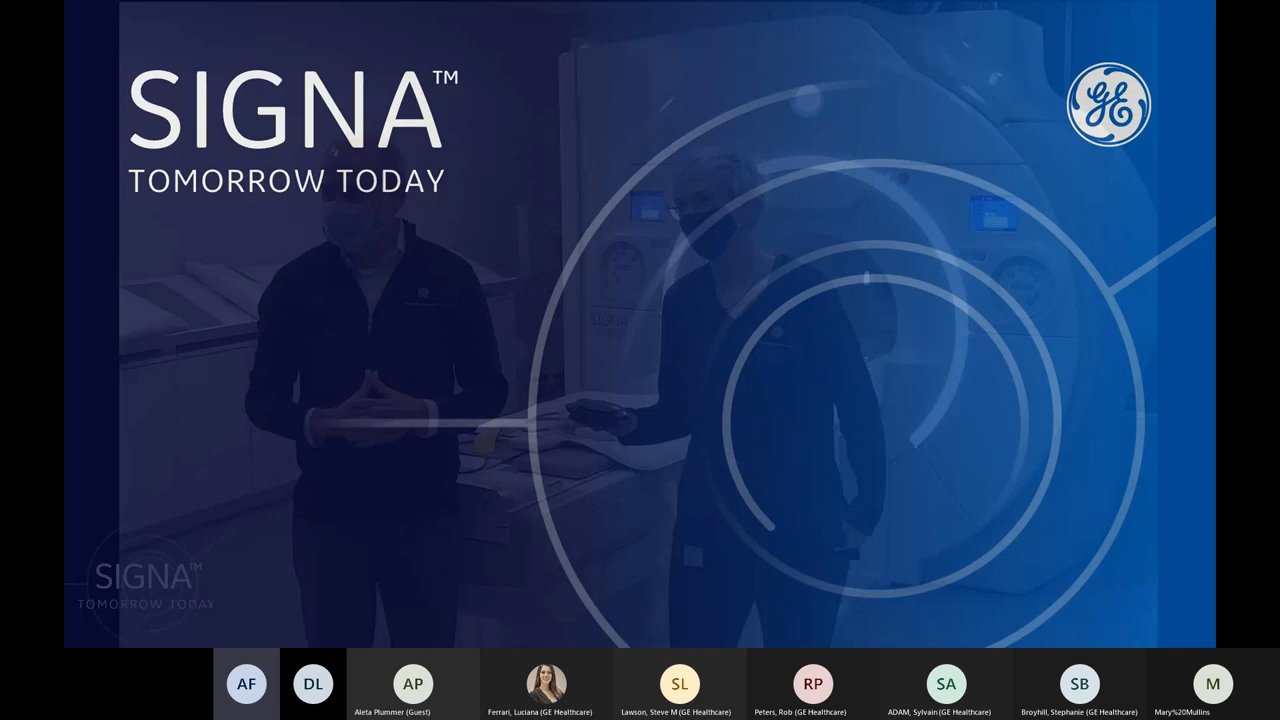 SIGNA™
TOMORROW TODAY
GE
SIGNA
SIGNA™
TOMORROW TODAY
AF
DL
AP
SL
RP
SA
SB
M
Aleta Plummer (Guest)
Ferrari, Luciana (GE Healthcare)
Lawson, Steve M (GE Healthcare)
Peters, Rob (GE Healthcare)
ADAM, Sylvain (GE Healthcare)
Broyhill, Stephanie (GE Healthcare)
Mary%20Mullins